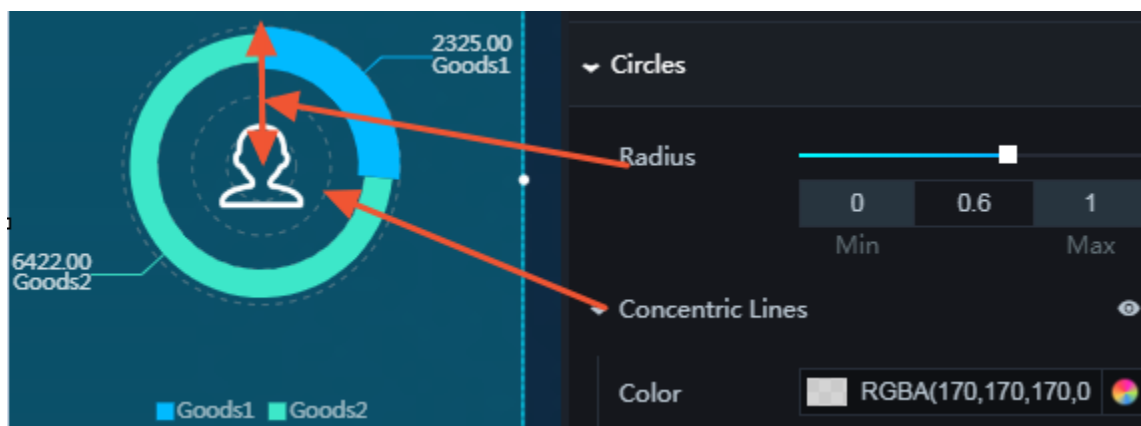 2325.00
Goods1
6422.00
Goods2
Goods1 Goods2
Circles
Radius
0 0.6 1
Min Max
Concentric Lines
Color RGBA(170,170,170,0